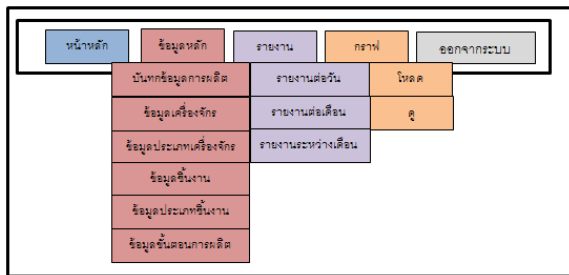 หน้าหลัก ข้อมูลหลัก รายงาน กราฟ ออกจากระบบ
บันทกข้อมูลการผลิต รายงานต่อวัน โหลด
ข้อมูลเครื่องจักร รายงานต่อเดือน ดู
ข้อมูลประเภทเครื่องจักร รายงานระหว่างเดือน
ข้อมูลชิ้นงาน
ข้อมูลประเภทชิ้นงาน
ข้อมูลขั้นตอนการผลิต